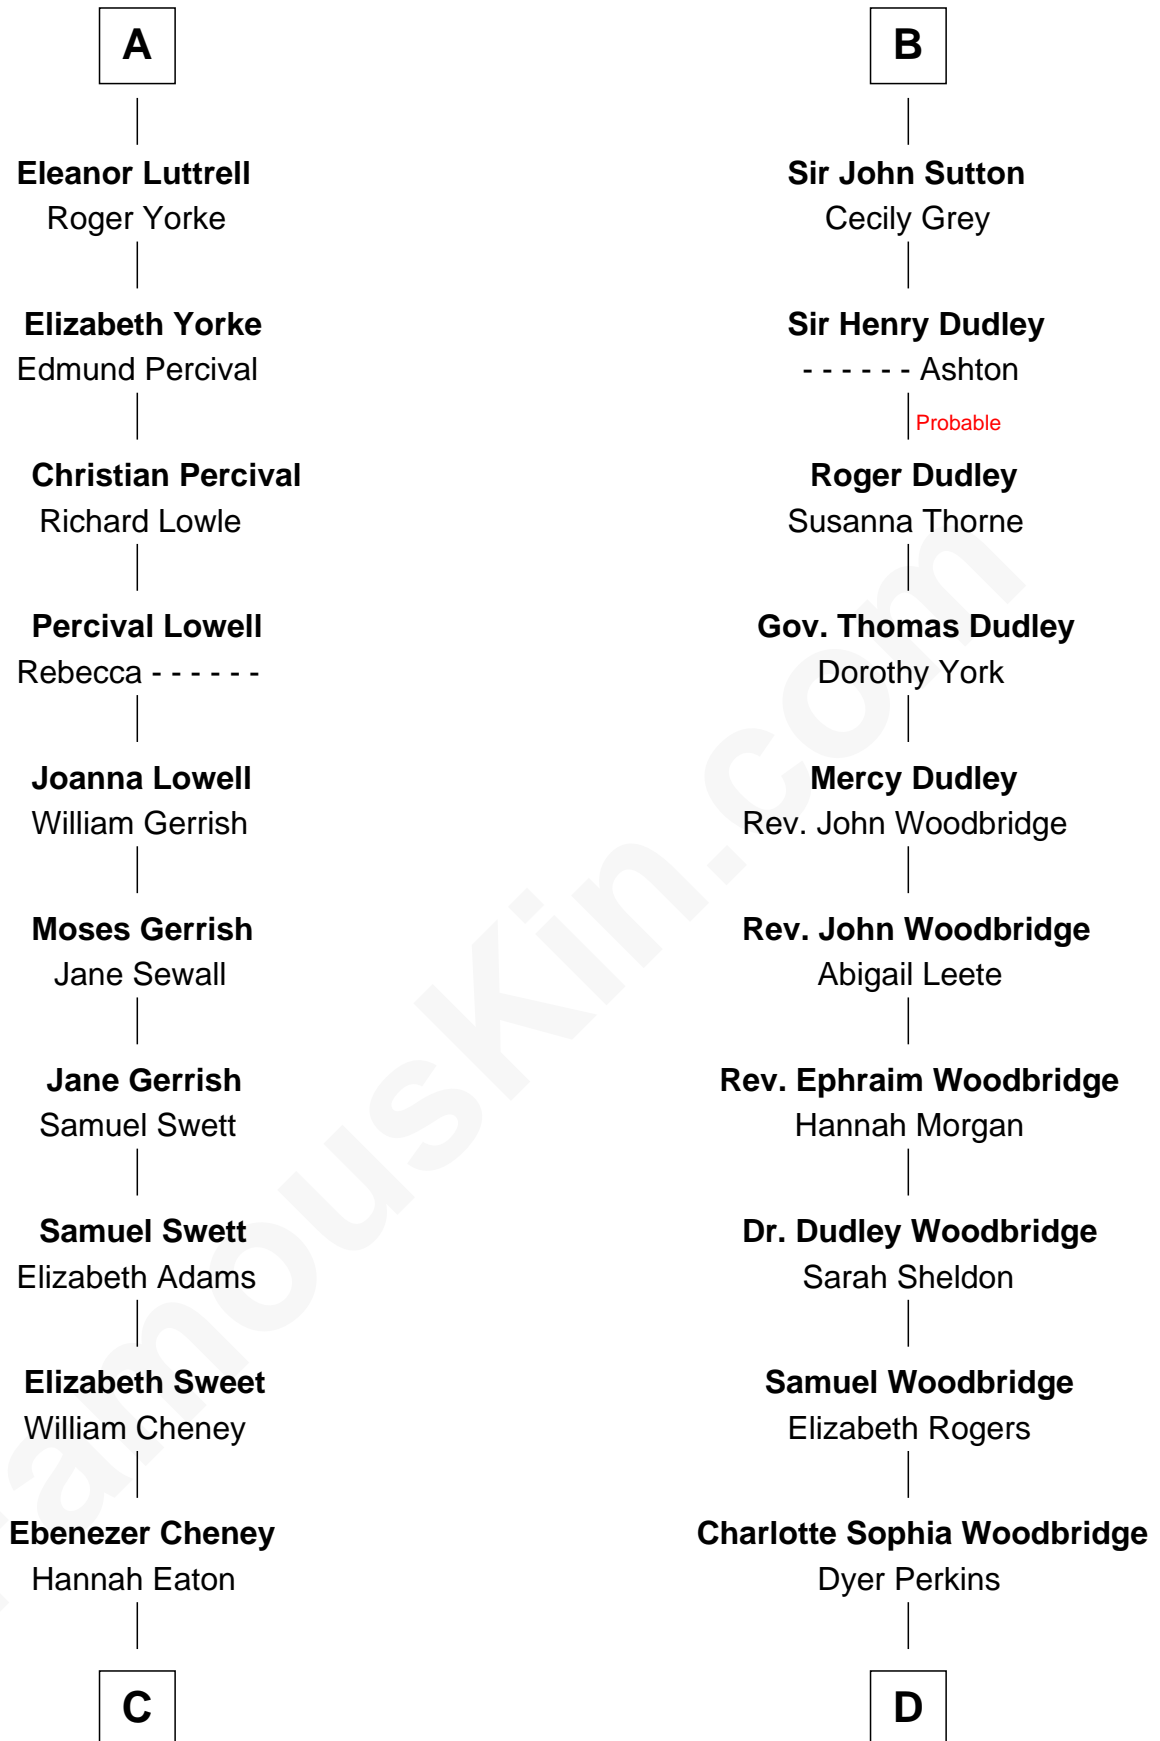 A
Eleanor Luttrell
Roger Yorke
Elizabeth Yorke
Edmund Percival
Christian Percival
Richard Lowle
Percival Lowell
Rebecca - - - - - -
Joanna Lowell
William Gerrish
Moses Gerrish
Jane Sewall
Jane Gerrish
Samuel Swett
Samuel Swett
Elizabeth Adams
Elizabeth Sweet
William Cheney
Ebenezer Cheney
Hannah Eaton
C
B
Sir John Sutton
Cecily Grey
Sir Henry Dudley
- - - - - - Ashton
Probable
Roger Dudley
Susanna Thorne
Gov. Thomas Dudley
Dorothy York
Mercy Dudley
Rev. John Woodbridge
Rev. John Woodbridge
Abigail Leete
Rev. Ephraim Woodbridge
Hannah Morgan
Dr. Dudley Woodbridge
Sarah Sheldon
Samuel Woodbridge
Elizabeth Rogers
Charlotte Sophia Woodbridge
Dyer Perkins
D
FamousKin.com